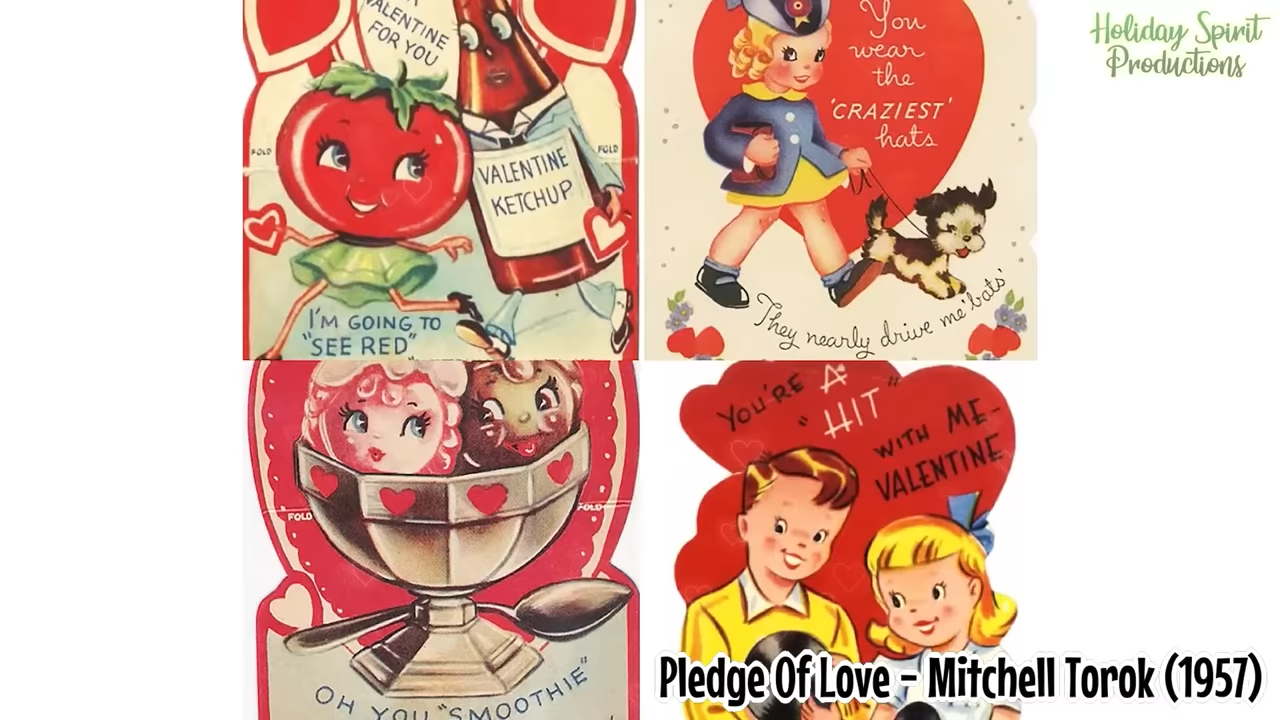 VALENTINE
FOR YOU
FOLD
FOLD
VALENTINE
KETCHUP
I'M GOING TO
"SEE RED"
You
wear
the
'CRAZIEST'
hats
They nearly drive me 'bats'
Holiday Spirit
Productions
FOLD
FOLD
OH YOU "SMOOTHIE"
YOU'RE A
"HIT"
WITH ME-
VALENTINE
Pledge Of Love - Mitchell Torok (1957)